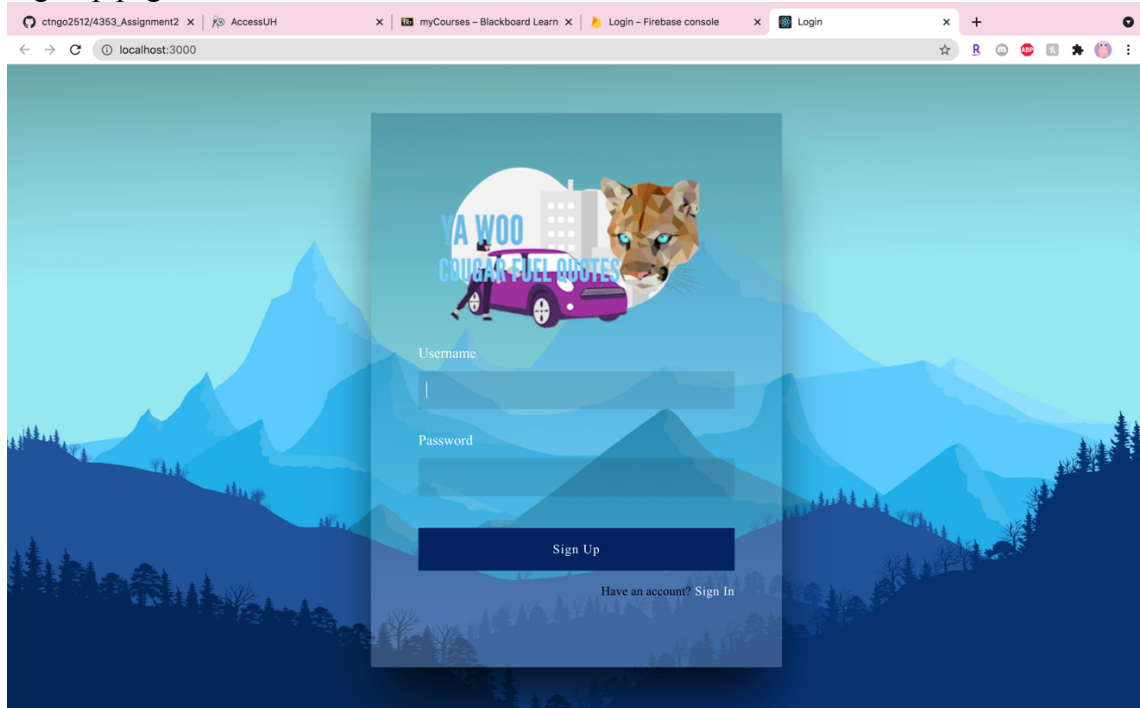 ctngo2512/4353_Assignment2
AccessUH
myCourses – Blackboard Learn
Login – Firebase console
Login
localhost:3000
YA WOO
COUGAR FUEL QUOTES
Username
Password
Sign Up
Have an account? Sign In